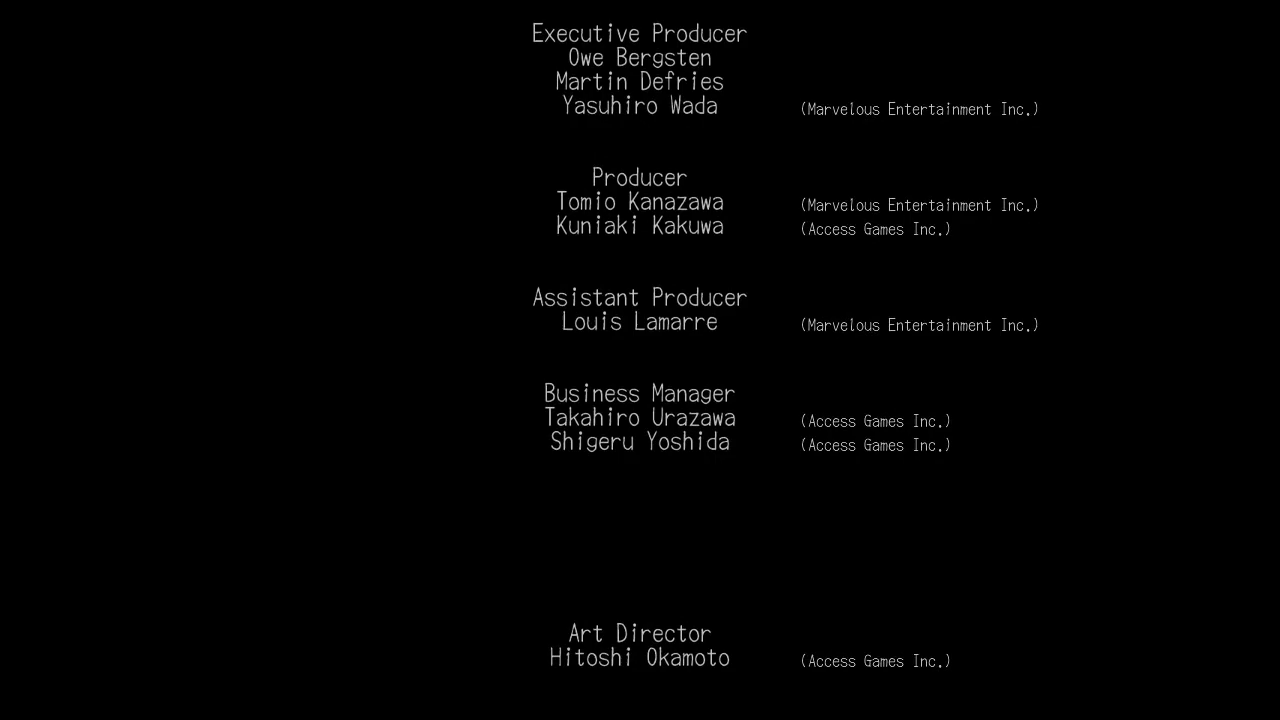 Executive Producer
Owe Bergsten
Martin Defries
Yasuhiro Wada (Marvelous Entertainment Inc.)
Producer
Tomio Kanazawa (Marvelous Entertainment Inc.)
Kuniaki Kakuwa (Access Games Inc.)
Assistant Producer
Louis Lamarre (Marvelous Entertainment Inc.)
Business Manager
Takahiro Urazawa (Access Games Inc.)
Shigeru Yoshida (Access Games Inc.)
Art Director
Hitoshi Okamoto (Access Games Inc.)